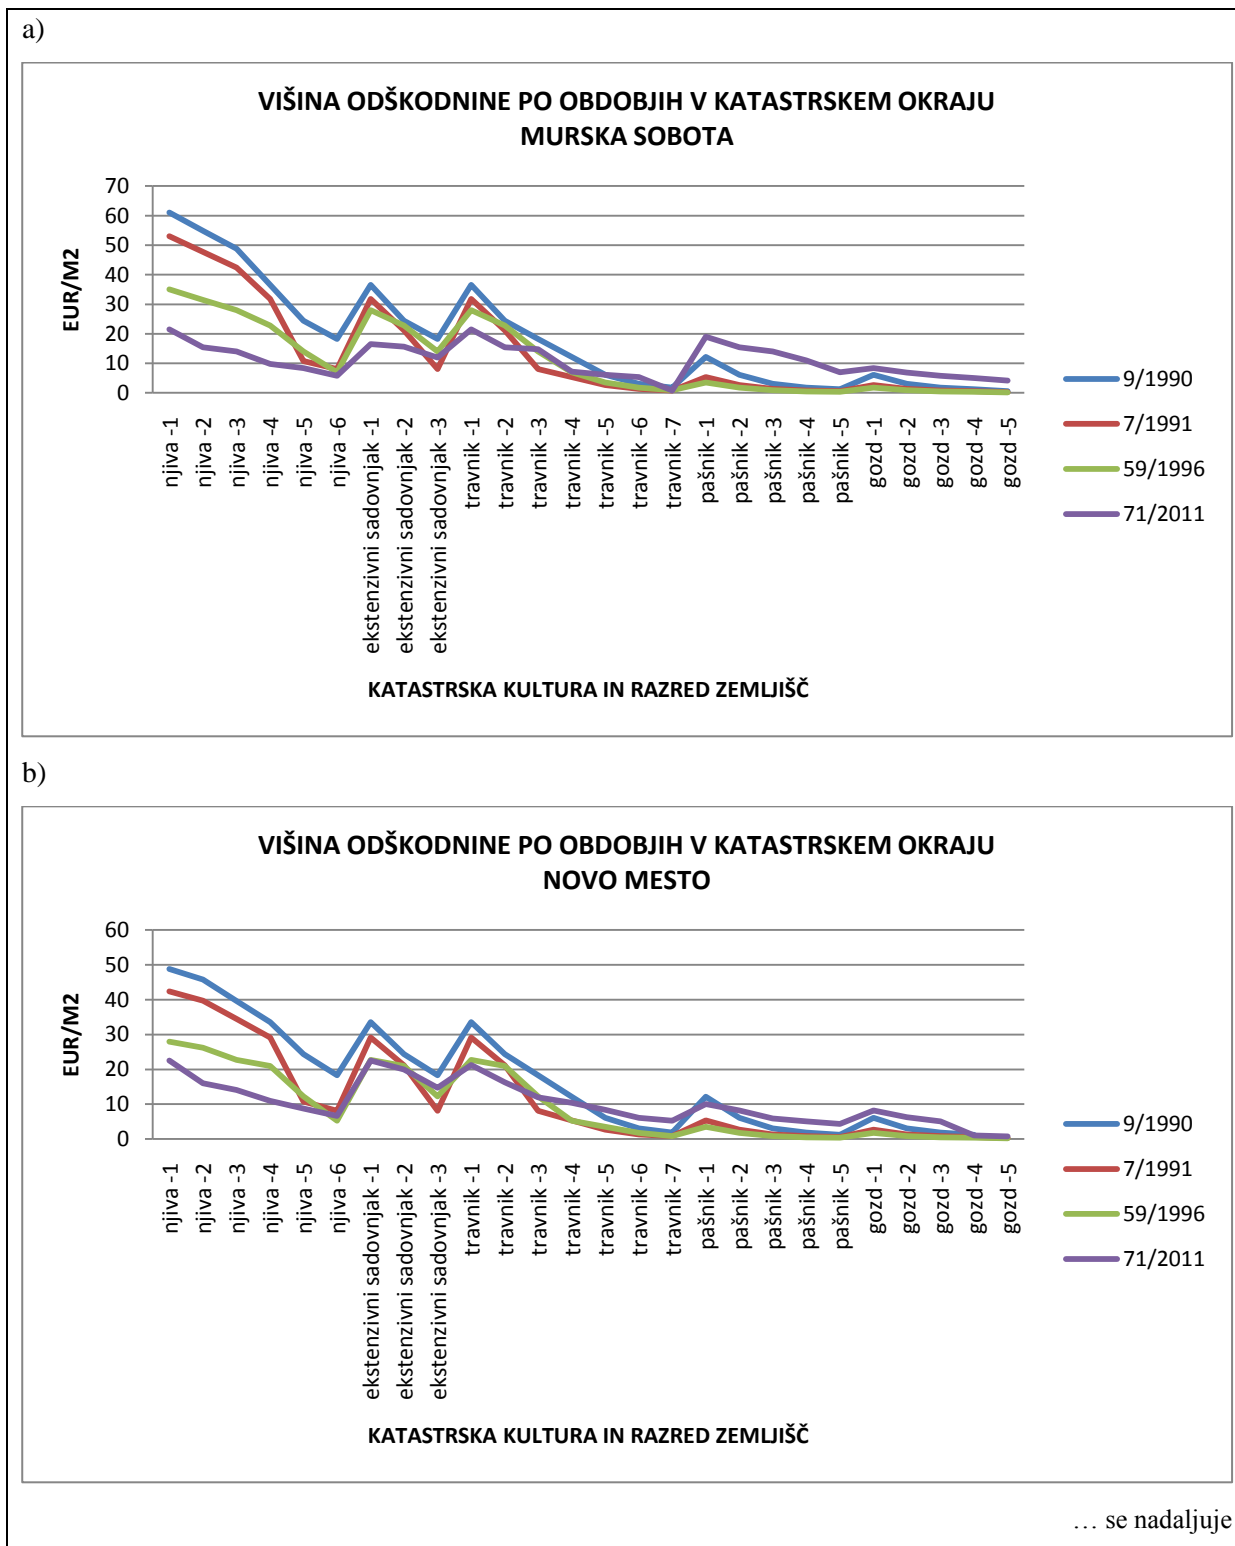 a)
VIŠINA ODŠKODNINE PO OBDOBJIH V KATASTRSKEM OKRAJU
MURSKA SOBOTA
EUR/M2
70
60
50
40
30
20
10
0
njiva -1
njiva -2
njiva -3
njiva -4
njiva -5
njiva -6
ekstenzivni sadovnjak -1
ekstenzivni sadovnjak -2
ekstenzivni sadovnjak -3
travnik -1
travnik -2
travnik -3
travnik -4
travnik -5
travnik -6
travnik -7
pašnik -1
pašnik -2
pašnik -3
pašnik -4
pašnik -5
gozd -1
gozd -2
gozd -3
gozd -4
gozd -5
KATASTRSKA KULTURA IN RAZRED ZEMLJIŠČ
9/1990
7/1991
59/1996
71/2011
b)
VIŠINA ODŠKODNINE PO OBDOBJIH V KATASTRSKEM OKRAJU
NOVO MESTO
EUR/M2
60
50
40
30
20
10
0
njiva -1
njiva -2
njiva -3
njiva -4
njiva -5
njiva -6
ekstenzivni sadovnjak -1
ekstenzivni sadovnjak -2
ekstenzivni sadovnjak -3
travnik -1
travnik -2
travnik -3
travnik -4
travnik -5
travnik -6
travnik -7
pašnik -1
pašnik -2
pašnik -3
pašnik -4
pašnik -5
gozd -1
gozd -2
gozd -3
gozd -4
gozd -5
KATASTRSKA KULTURA IN RAZRED ZEMLJIŠČ
9/1990
7/1991
59/1996
71/2011
… se nadaljuje